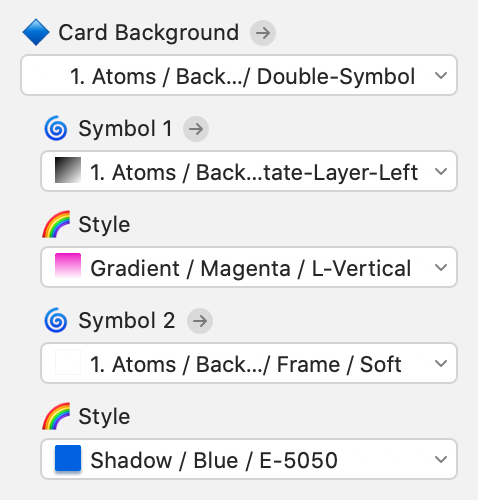 Card Background
1. Atoms / Back.../ Double-Symbol
Symbol 1
1. Atoms / Back...tate-Layer-Left
Style
Gradient / Magenta / L-Vertical
Symbol 2
1. Atoms / Back.../ Frame / Soft
Style
Shadow / Blue / E-5050